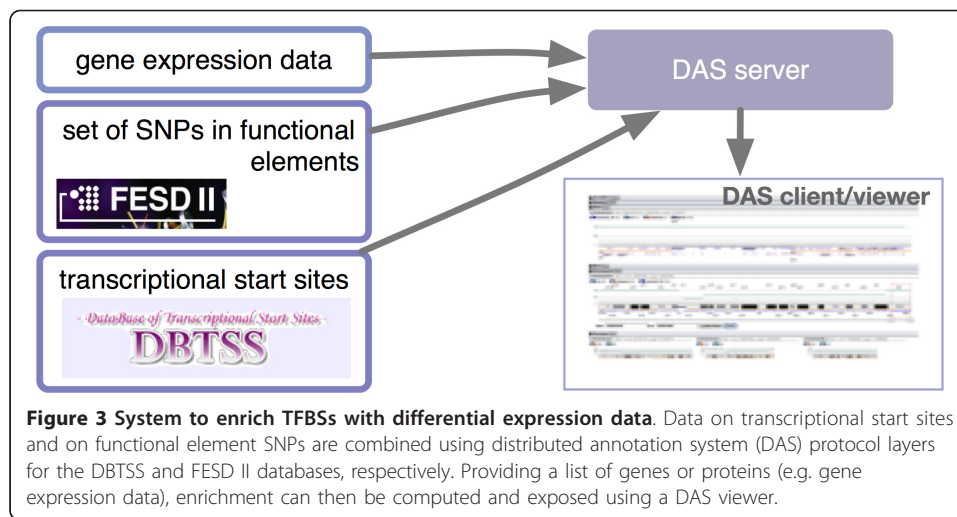 gene expression data
set of SNPs in functional
elements
FESD II
transcriptional start sites
- DataBase of Transcriptional Start Sites -
DBTSS
DAS server
DAS client/viewer
Figure 3 System to enrich TFBSs with differential expression data. Data on transcriptional start sites
and on functional element SNPs are combined using distributed annotation system (DAS) protocol layers
for the DBTSS and FESD II databases, respectively. Providing a list of genes or proteins (e.g. gene
expression data), enrichment can then be computed and exposed using a DAS viewer.